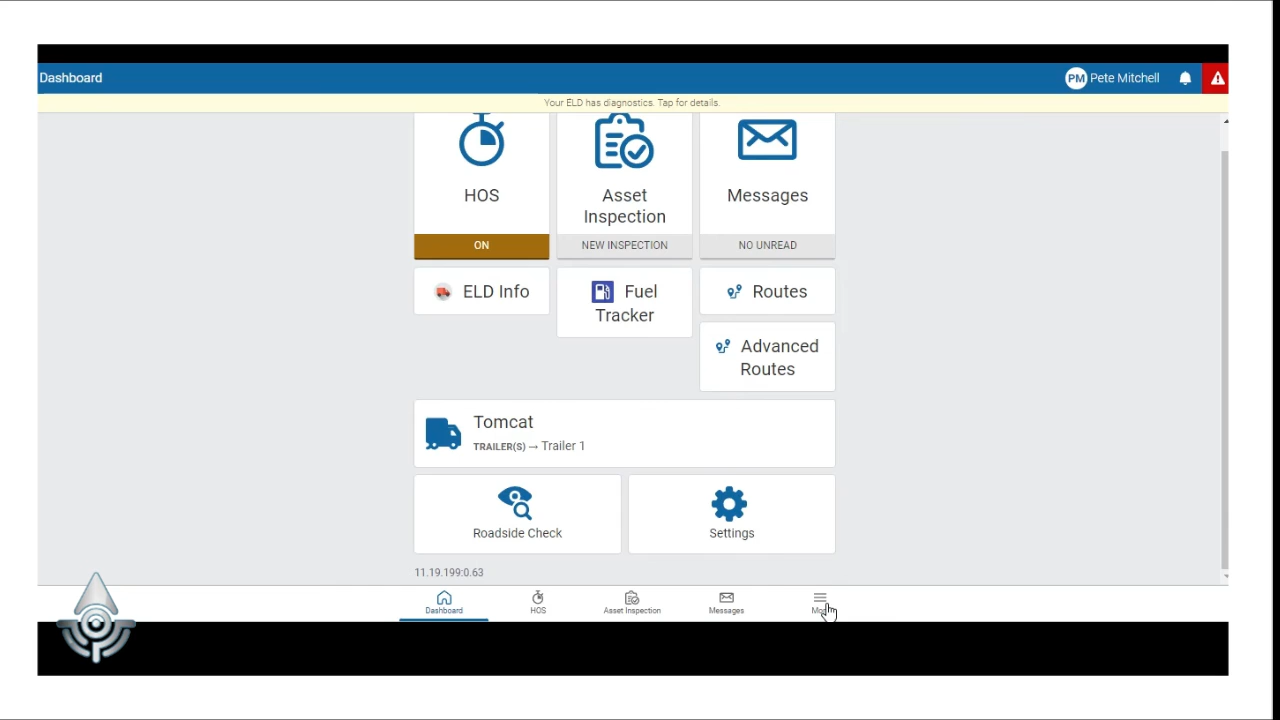 Dashboard
PM Pete Mitchell
Your ELD has diagnostics. Tap for details.
HOS
Asset
Inspection
Messages
ON
NEW INSPECTION
NO UNREAD
ELD Info
Fuel
Tracker
Routes
Advanced
Routes
Tomcat
TRAILER(S) → Trailer 1
Roadside Check
Settings
11.19.199:0.63
Dashboard
HOS
Asset Inspection
Messages